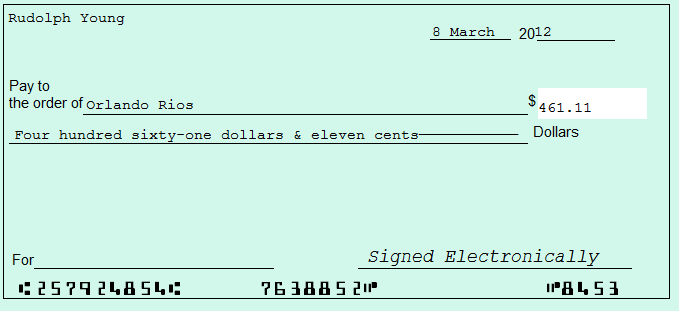 Rudolph Young
8 March 2012
Pay to
the order of Orlando Rios $ 461.11
Four hundred sixty-one dollars & eleven cents Dollars
For Signed Electronically
⑆257924854⑆ 7638852⑈ ⑈8453